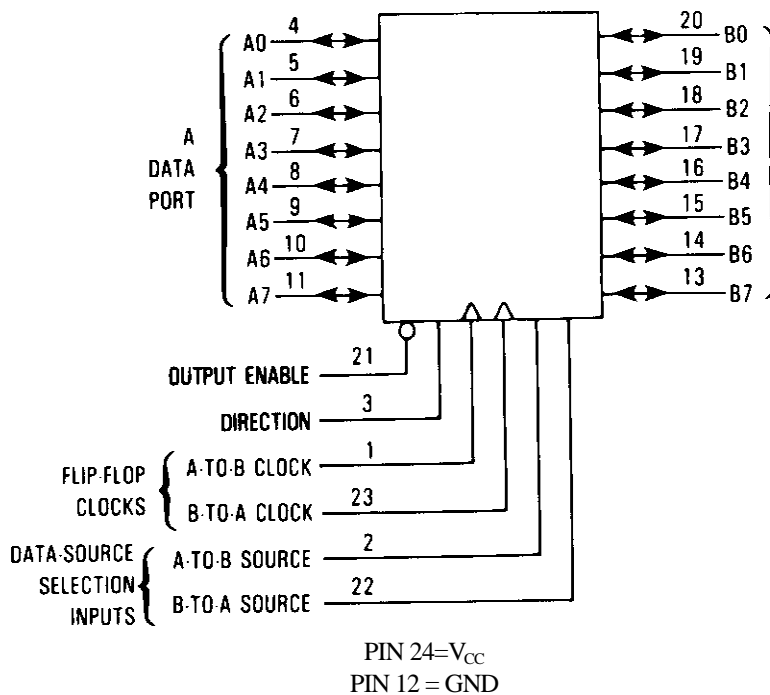 A0 4 20 B0
A1 5 19 B1
A2 6 18 B2
A3 7 17 B3
A4 8 16 B4
A5 9 15 B5
A6 10 14 B6
A7 11 13 B7
A
DATA
PORT
OUTPUT ENABLE 21
DIRECTION 3
FLIP-FLOP
CLOCKS
A-TO-B CLOCK 1
B-TO-A CLOCK 23
DATA-SOURCE
SELECTION
INPUTS
A-TO-B SOURCE 2
B-TO-A SOURCE 22
PIN 24=VCC
PIN 12 = GND